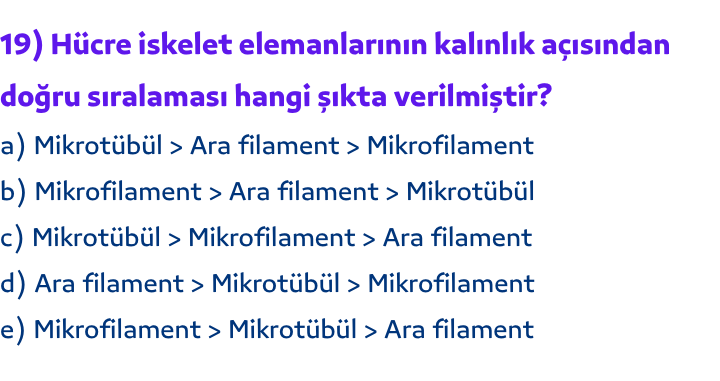 19) Hücre iskelet elemanlarının kalınlık açısından
doğru sıralaması hangi şıkta verilmiştir?
a) Mikrotübül > Ara filament > Mikrofilament
b) Mikrofilament > Ara filament > Mikrotübül
c) Mikrotübül > Mikrofilament > Ara filament
d) Ara filament > Mikrotübül > Mikrofilament
e) Mikrofilament > Mikrotübül > Ara filament